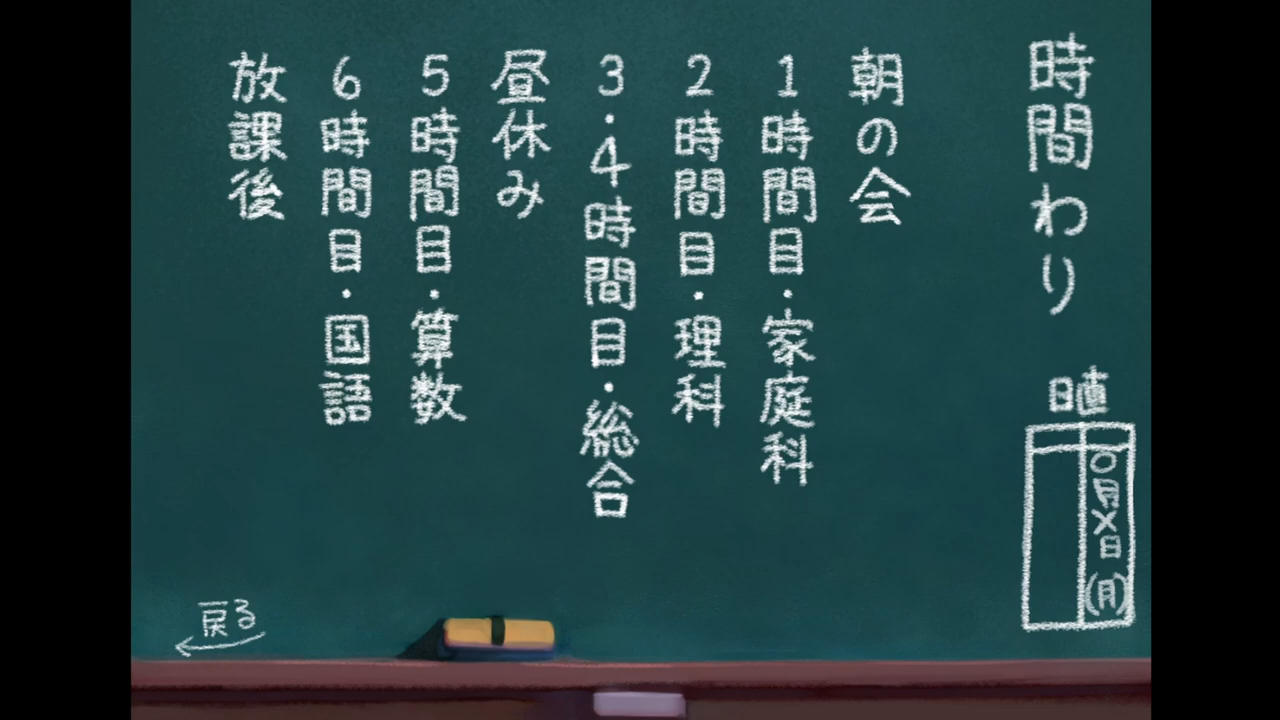 時間わり
晴
〇月×日(月)
朝の会
1時間目・家庭科
2時間目・理科
3・4時間目・総合
昼休み
5時間目・算数
6時間目・国語
放課後
戻る